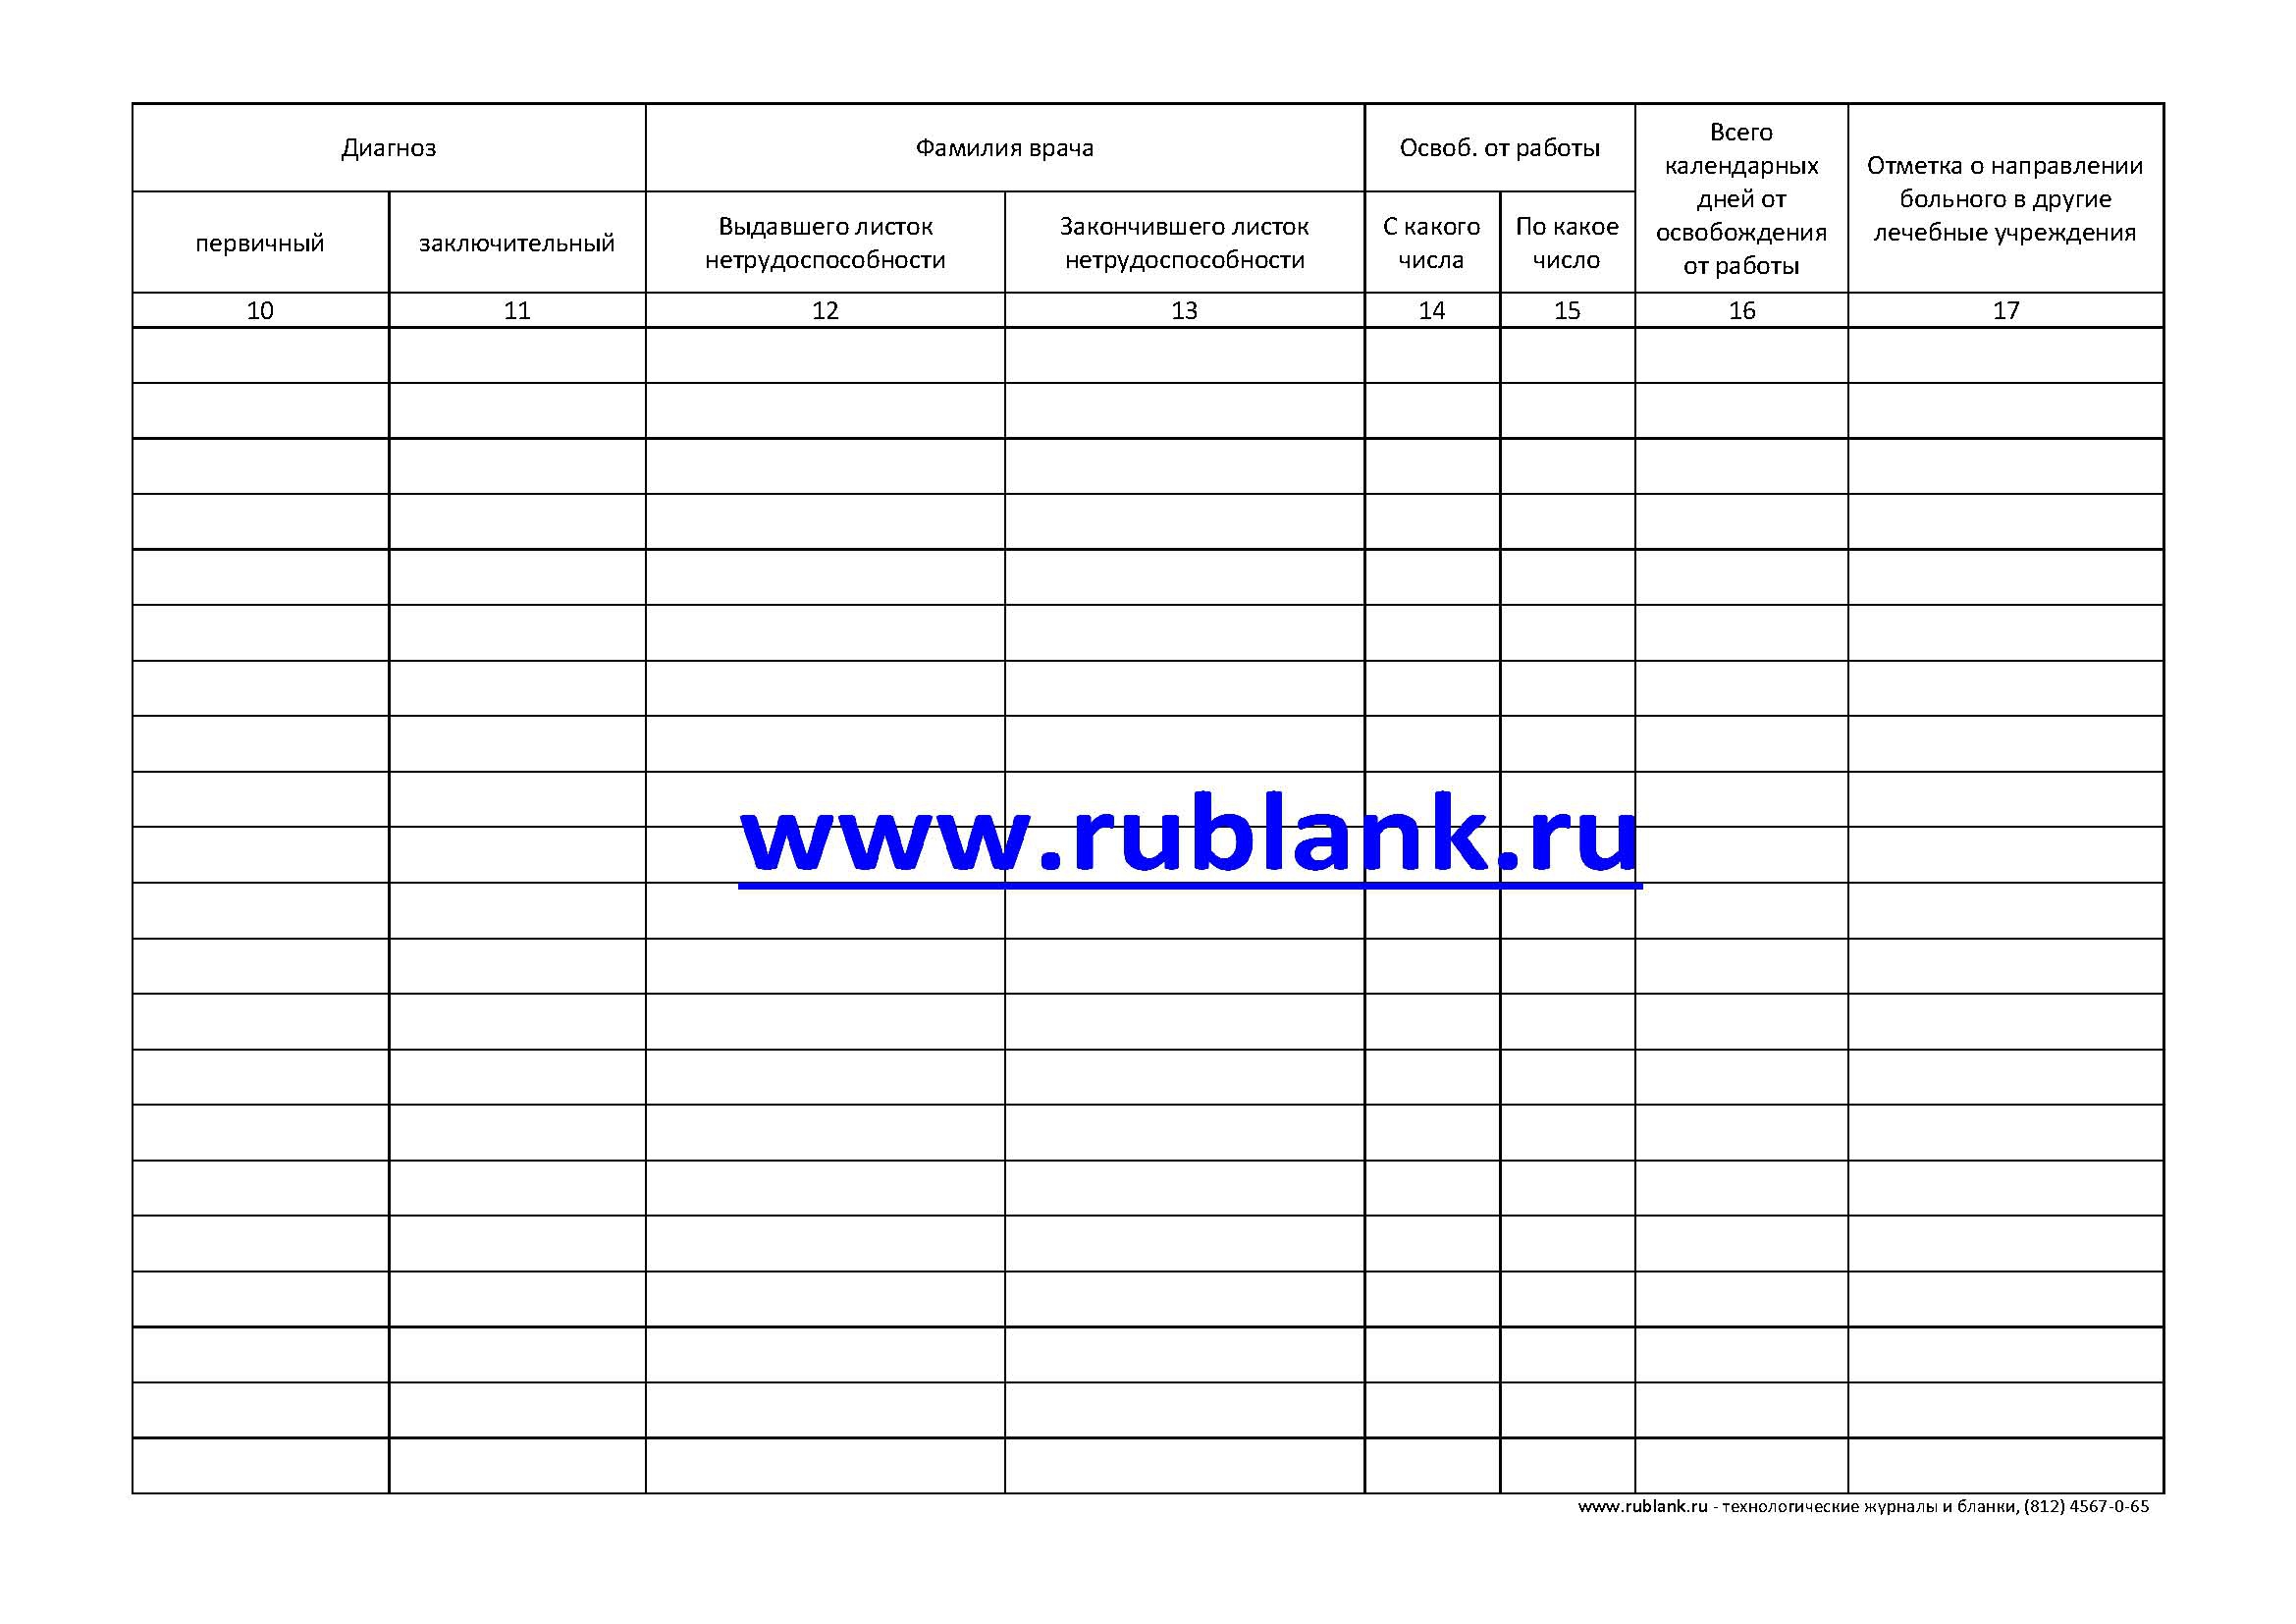 Диагноз
Фамилия врача
Освоб. от работы
Всего
календарных
дней от
освобождения
от работы
Отметка о направлении
больного в другие
лечебные учреждения
первичный
заключительный
Выдавшего листок
нетрудоспособности
Закончившего листок
нетрудоспособности
С какого
числа
По какое
число
10 11 12 13 14 15 16 17
www.rublank.ru
www.rublank.ru - технологические журналы и бланки, (812) 4567-0-65